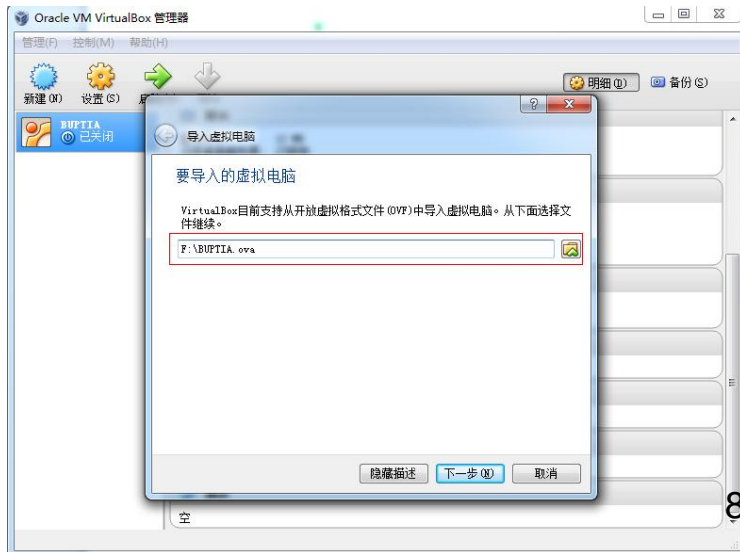 Oracle VM VirtualBox 管理器
管理(F) 控制(M) 帮助(H)
新建(N) 设置(S)
明细(D) 备份(S)
BUPTIA
已关闭
导入虚拟电脑
要导入的虚拟电脑
VirtualBox目前支持从开放虚拟格式文件(OVF)中导入虚拟电脑。从下面选择文
件继续。
F:\BUPTIA.ova
隐藏描述 下一步(N) 取消
空
8